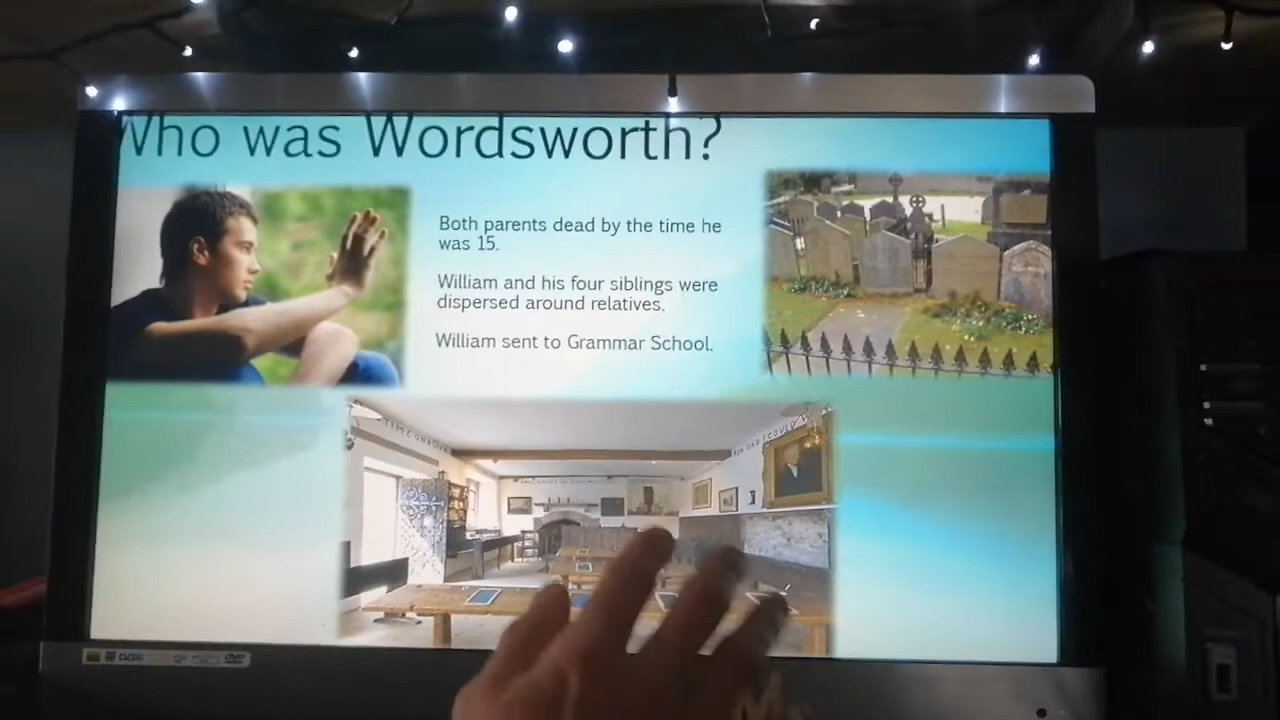 Who was Wordsworth?
Both parents dead by the time he
was 15.
William and his four siblings were
dispersed around relatives.
William sent to Grammar School.